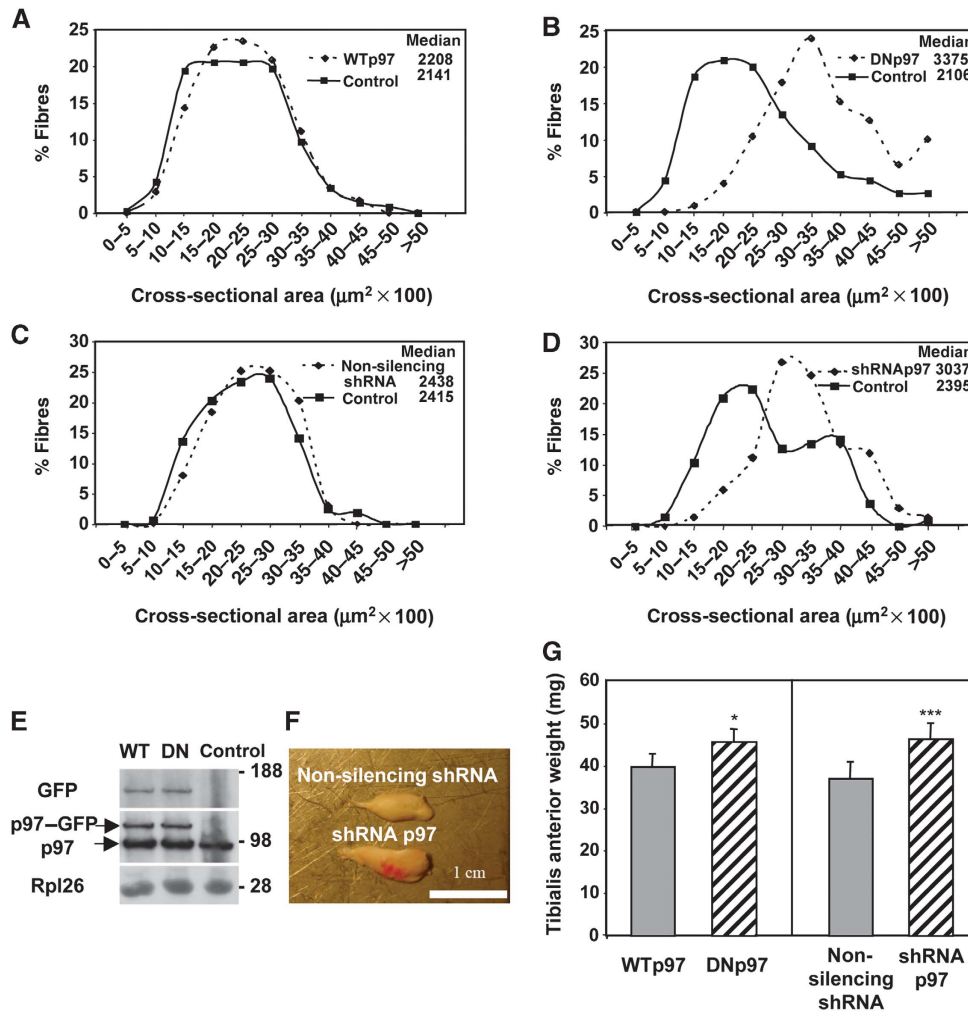 A
25
20
15
10
5
0
% Fibres
Median
WTp97 2208
Control 2141
0–5 5–10 10–15 15–20 20–25 25–30 30–35 35–40 40–45 45–50 >50
Cross-sectional area (μm² × 100)
B
25
20
15
10
5
0
% Fibres
Median
DNp97 3375
Control 2106
0–5 5–10 10–15 15–20 20–25 25–30 30–35 35–40 40–45 45–50 >50
Cross-sectional area (μm² × 100)
C
30
25
20
15
10
5
0
% Fibres
Median
Non-silencing
shRNA 2438
Control 2415
0–5 5–10 10–15 15–20 20–25 25–30 30–35 35–40 40–45 45–50 >50
Cross-sectional area (μm² × 100)
D
30
25
20
15
10
5
0
% Fibres
Median
shRNAp97 3037
Control 2395
0–5 5–10 10–15 15–20 20–25 25–30 30–35 35–40 40–45 45–50 >50
Cross-sectional area (μm² × 100)
E
WT DN Control
GFP
p97–GFP
p97
Rpl26
- 188
- 98
- 28
F
Non-silencing shRNA
shRNA p97
1 cm
G
60
50
40
30
20
10
0
Tibialis anterior weight (mg)
*
***
WTp97 DNp97
Non-
silencing
shRNA
shRNA
p97